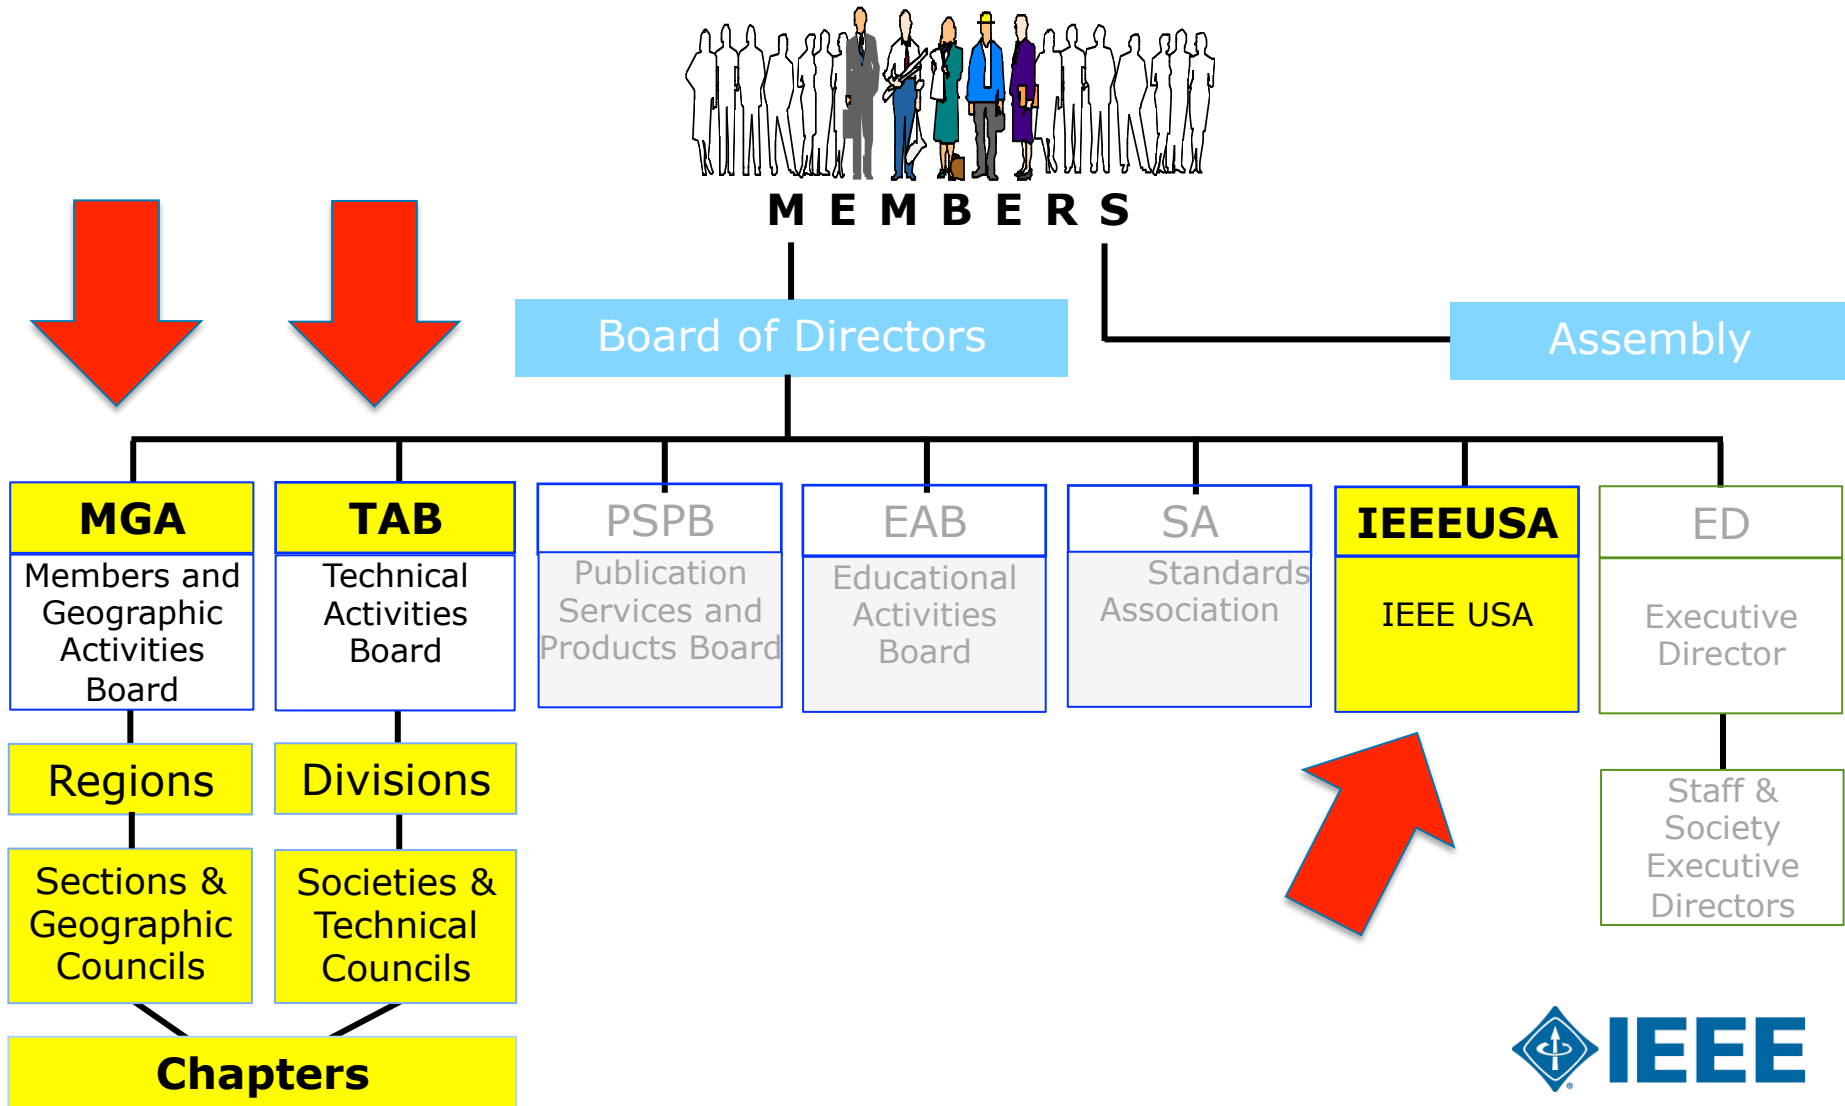 M E M B E R S
Board of Directors
Assembly
MGA
Members and
Geographic
Activities
Board
TAB
Technical
Activities
Board
PSPB
Publication
Services and
Products Board
EAB
Educational
Activities
Board
SA
Standards
Association
IEEEUSA
IEEE USA
ED
Executive
Director
Regions
Divisions
Staff &
Society
Executive
Directors
Sections &
Geographic
Councils
Societies &
Technical
Councils
Chapters
IEEE